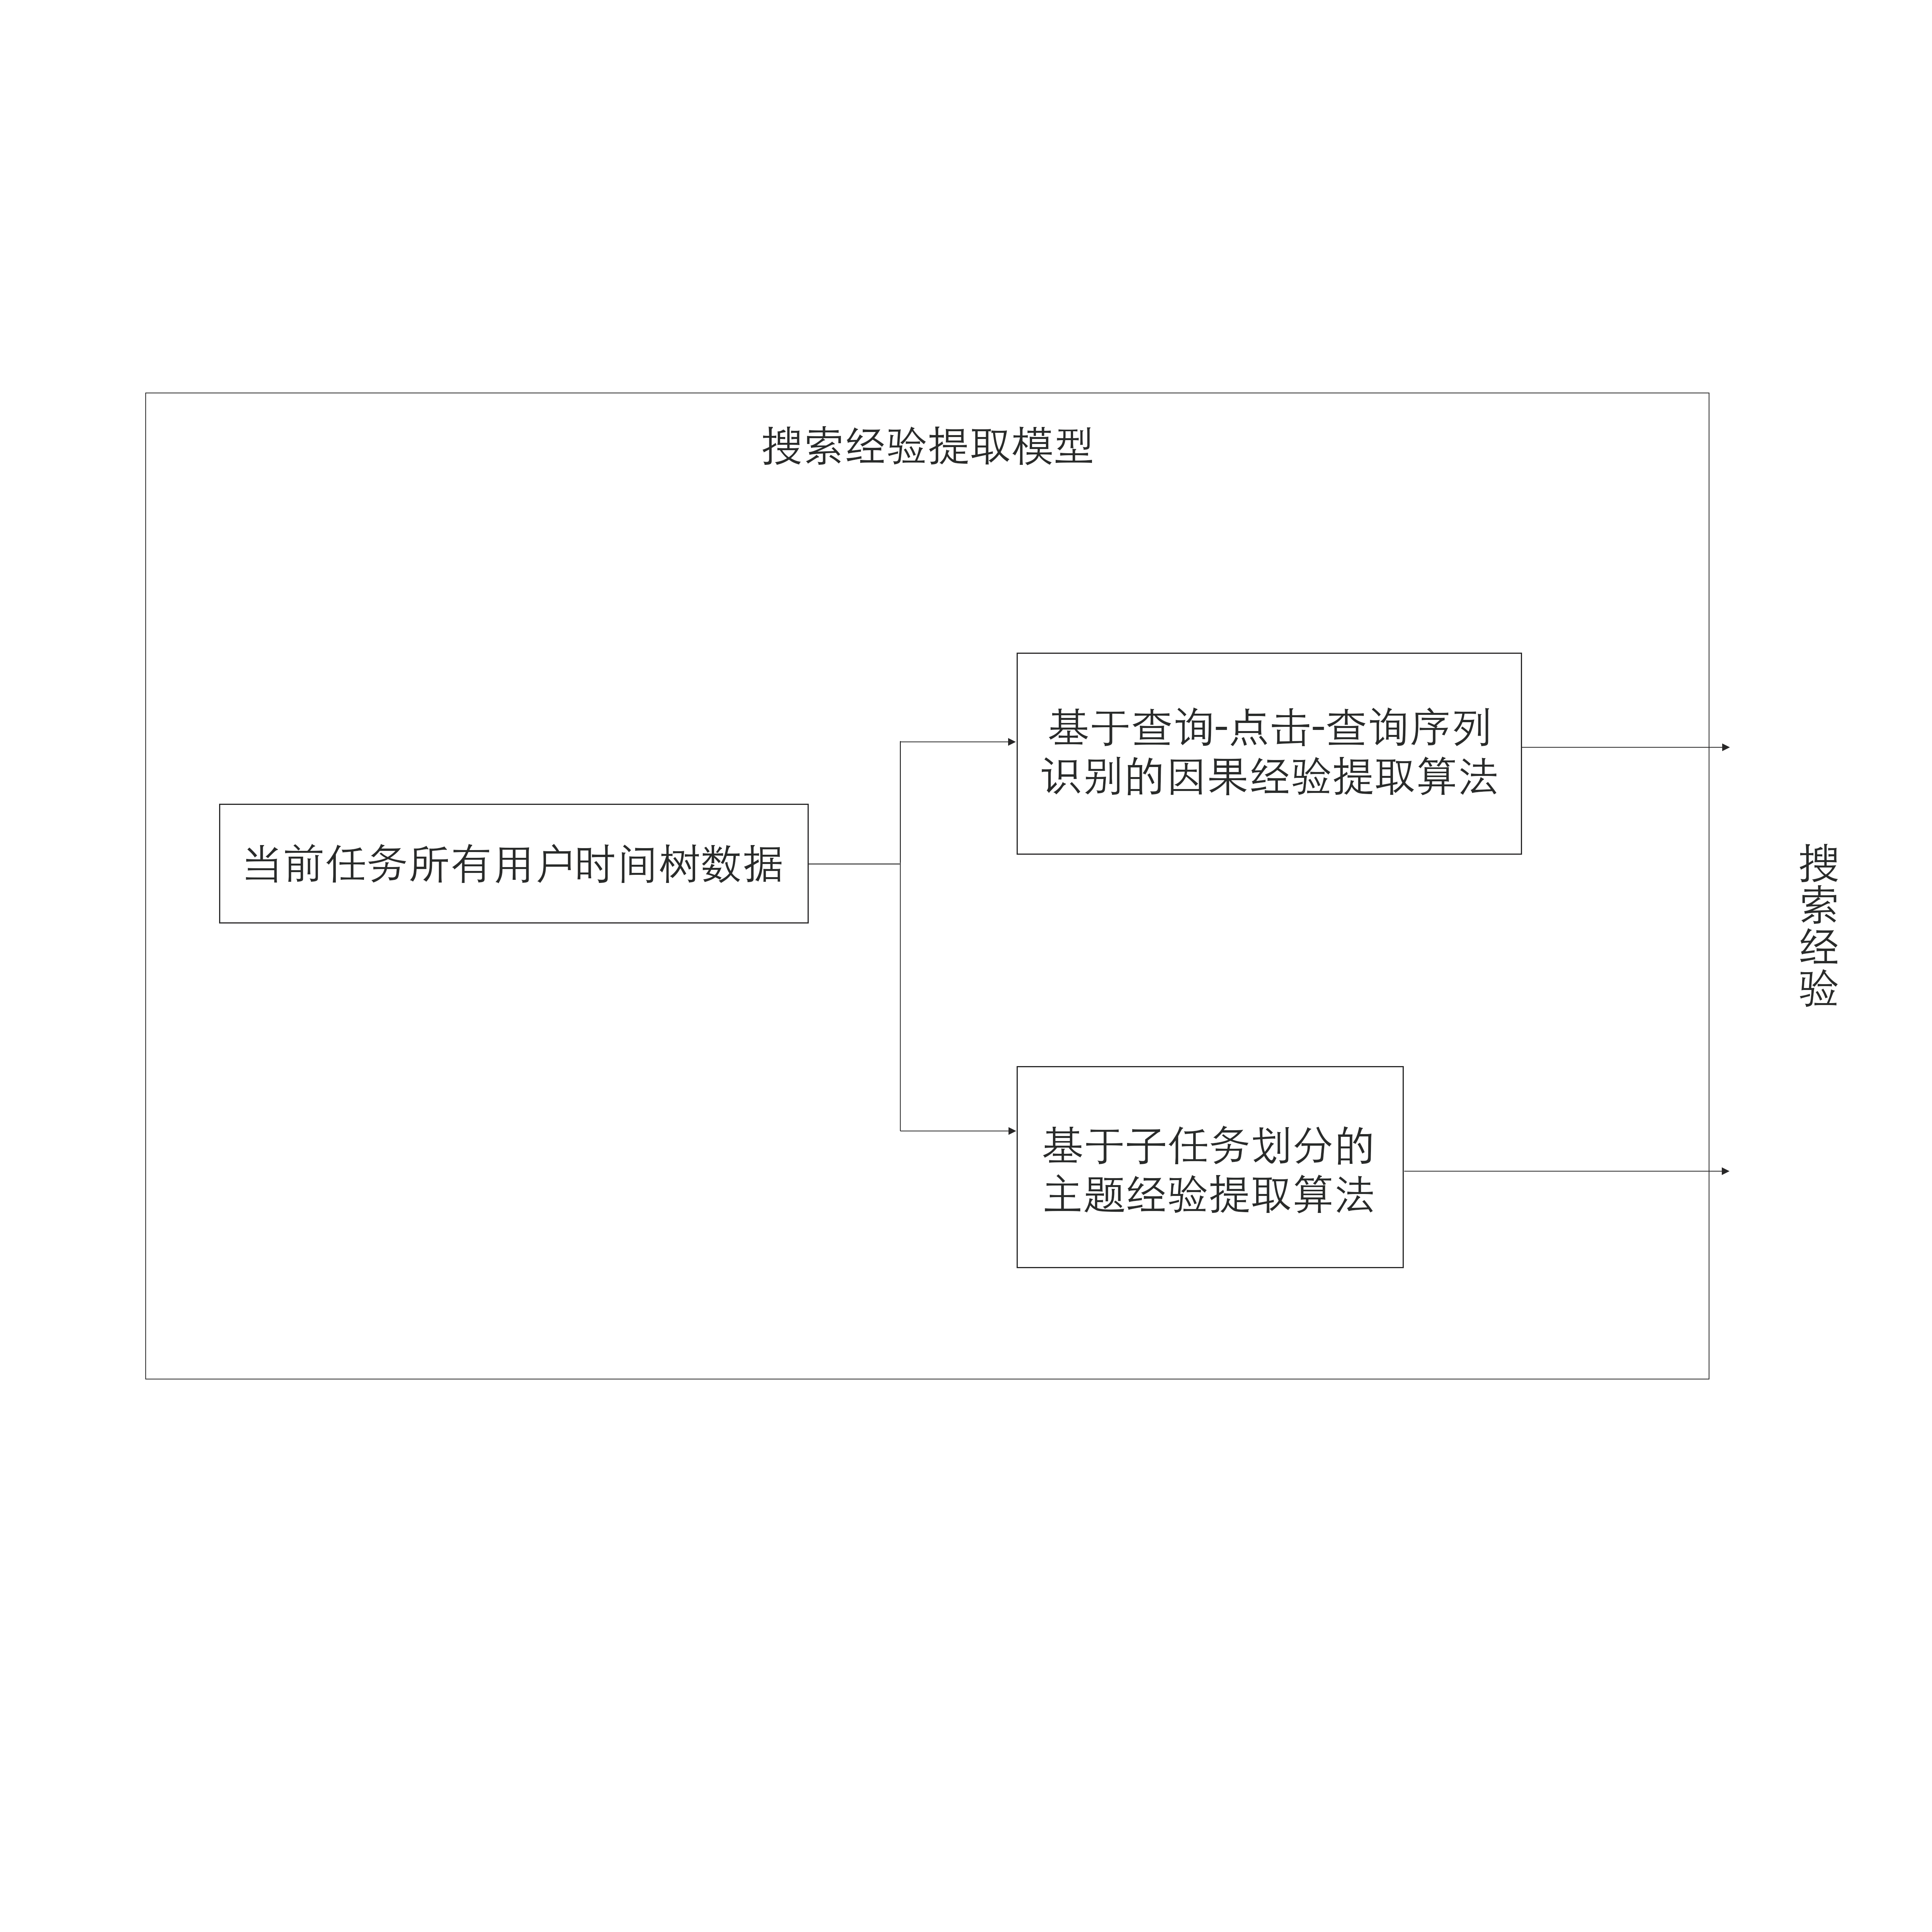 搜索经验提取模型
当前任务所有用户时间树数据
基于查询-点击-查询序列
识别的因果经验提取算法
基于子任务划分的
主题经验提取算法
搜索经验